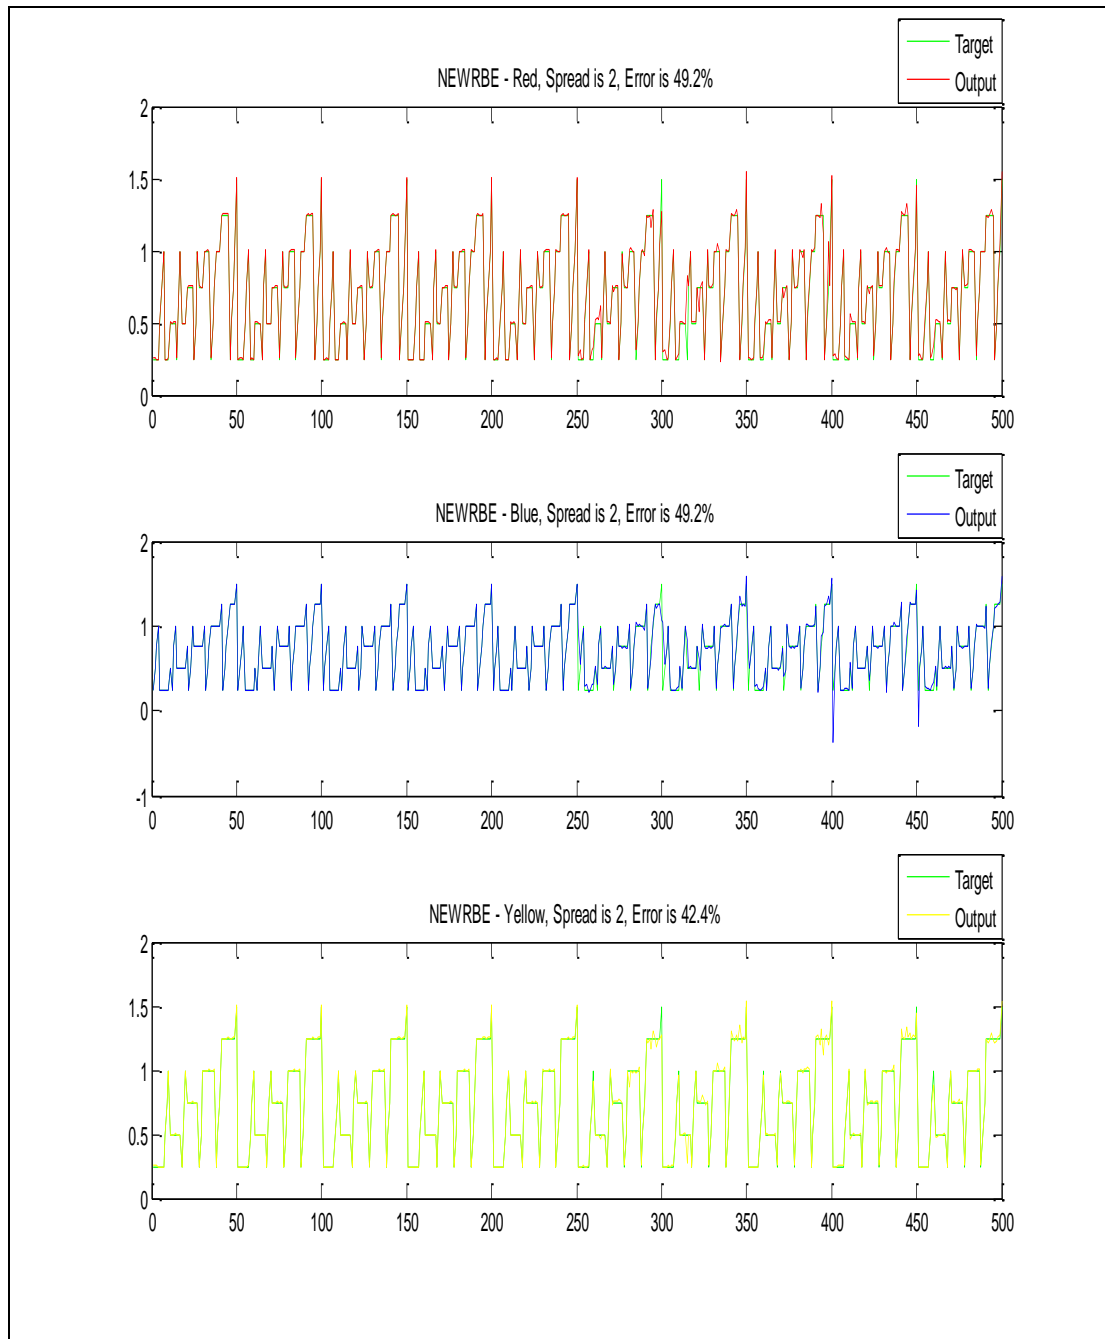 Target
Output
NEWRBE - Red, Spread is 2, Error is 49.2%
2
1.5
1
0.5
0
0 50 100 150 200 250 300 350 400 450 500
Target
Output
NEWRBE - Blue, Spread is 2, Error is 49.2%
2
1
0
-1
0 50 100 150 200 250 300 350 400 450 500
Target
Output
NEWRBE - Yellow, Spread is 2, Error is 42.4%
2
1.5
1
0.5
0
0 50 100 150 200 250 300 350 400 450 500